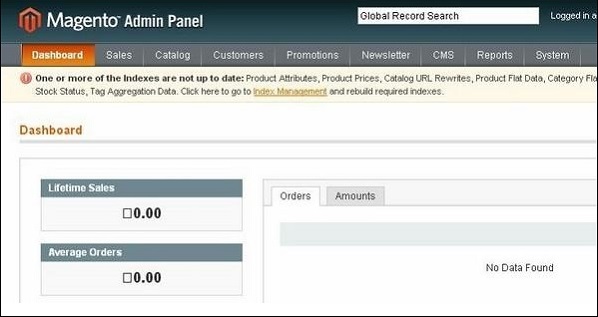 Magento Admin Panel
Global Record Search
Logged in a
Dashboard Sales Catalog Customers Promotions Newsletter CMS Reports System
One or more of the Indexes are not up to date: Product Attributes, Product Prices, Catalog URL Rewrites, Product Flat Data, Category Fla
Stock Status, Tag Aggregation Data. Click here to go to Index Management and rebuild required indexes.
Dashboard
Lifetime Sales
□0.00
Average Orders
□0.00
Orders Amounts
No Data Found